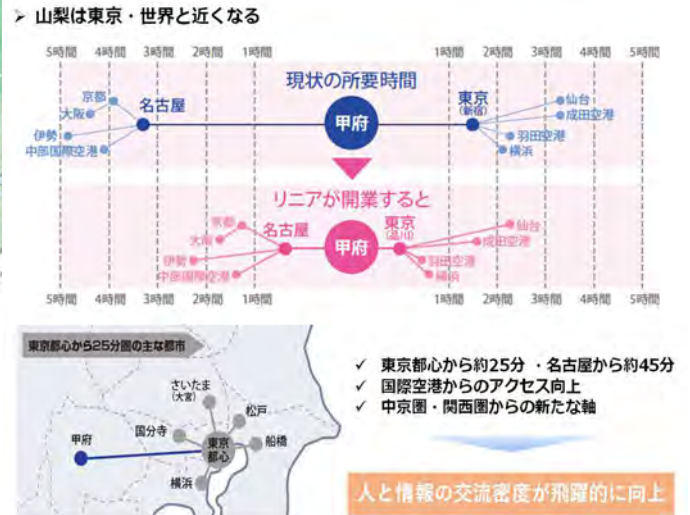 ➢ 山梨は東京・世界と近くなる
5時間 4時間 3時間 2時間 1時間 1時間 2時間 3時間 4時間 5時間
現状の所要時間
京都
大阪
伊勢
中部国際空港
名古屋
甲府
東京
(新宿)
仙台
成田空港
羽田空港
横浜
リニアが開業すると
京都
大阪
伊勢
中部国際空港
名古屋
甲府
東京
(品川)
仙台
成田空港
羽田空港
横浜
5時間 4時間 3時間 2時間 1時間 1時間 2時間 3時間 4時間 5時間
東京都心から25分圏の主な都市
さいたま
(大宮)
松戸
国分寺
甲府
東京
都心
船橋
横浜
✓ 東京都心から約25分 ・名古屋から約45分
✓ 国際空港からのアクセス向上
✓ 中京圏・関西圏からの新たな軸
人と情報の交流密度が飛躍的に向上